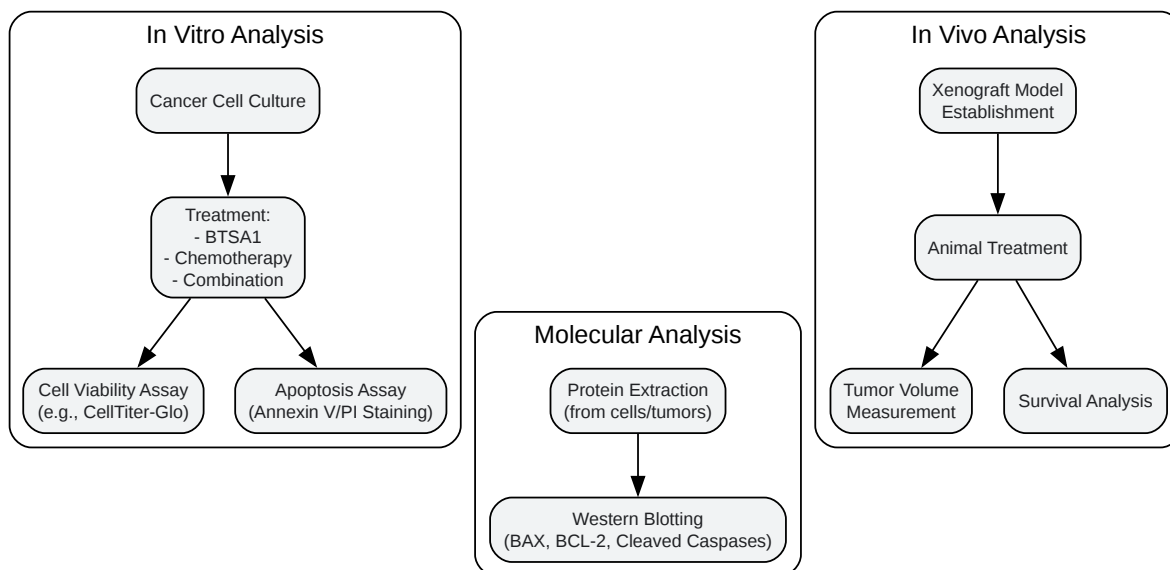 In Vitro Analysis
Cancer Cell Culture
Treatment:
- BTSA1
- Chemotherapy
- Combination
Cell Viability Assay
(e.g., CellTiter-Glo)
Apoptosis Assay
(Annexin V/PI Staining)
Molecular Analysis
Protein Extraction
(from cells/tumors)
Western Blotting
(BAX, BCL-2, Cleaved Caspases)
In Vivo Analysis
Xenograft Model
Establishment
Animal Treatment
Tumor Volume
Measurement
Survival Analysis